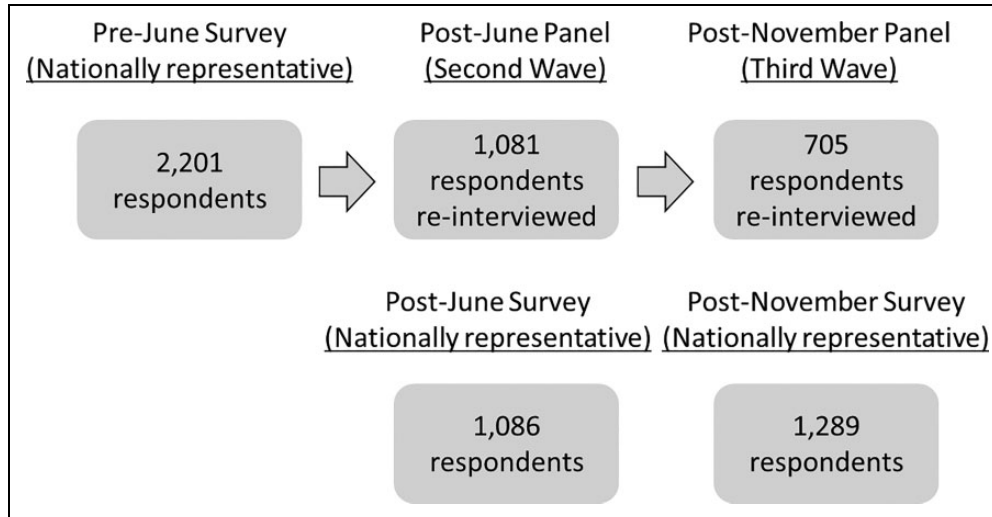 Pre-June Survey
(Nationally representative)
Post-June Panel
(Second Wave)
Post-November Panel
(Third Wave)
2,201
respondents
1,081
respondents
re-interviewed
705
respondents
re-interviewed
Post-June Survey
(Nationally representative)
Post-November Survey
(Nationally representative)
1,086
respondents
1,289
respondents